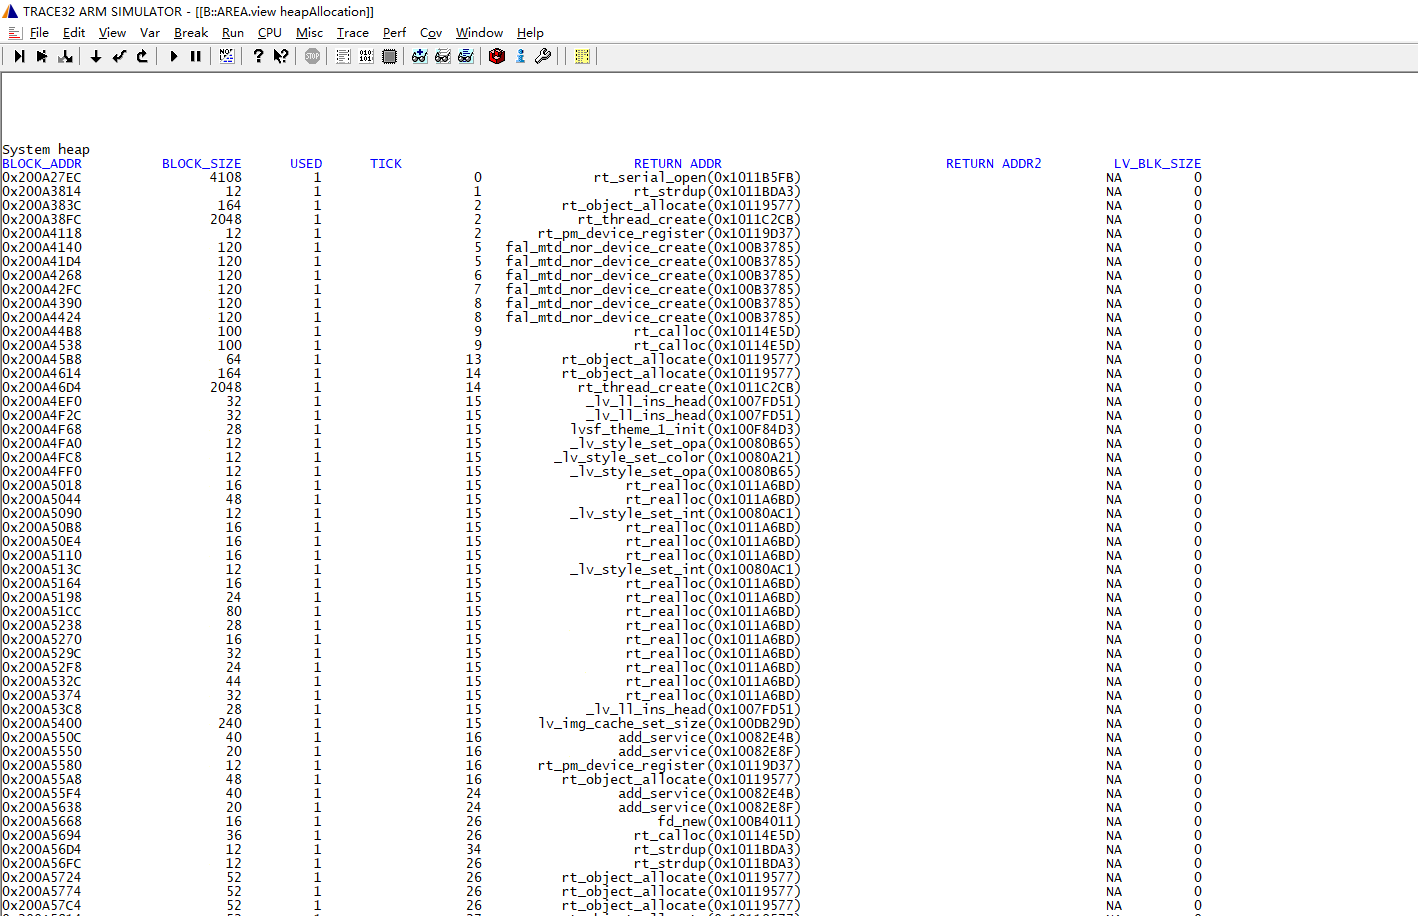 TRACE32 ARM SIMULATOR - [[B::AREA.view heapAllocation]]
File Edit View Var Break Run CPU Misc Trace Perf Cov Window Help
System heap
BLOCK_ADDR BLOCK_SIZE USED TICK RETURN ADDR RETURN ADDR2 LV_BLK_SIZE
0x200A27EC 4108 1 0 rt_serial_open(0x1011B5FB) NA 0
0x200A3814 12 1 1 rt_strdup(0x1011BDA3) NA 0
0x200A383C 164 1 2 rt_object_allocate(0x10119577) NA 0
0x200A38FC 2048 1 2 rt_thread_create(0x1011C2CB) NA 0
0x200A4118 12 1 2 rt_pm_device_register(0x10119D37) NA 0
0x200A4140 120 1 5 fal_mtd_nor_device_create(0x100B3785) NA 0
0x200A41D4 120 1 5 fal_mtd_nor_device_create(0x100B3785) NA 0
0x200A4268 120 1 6 fal_mtd_nor_device_create(0x100B3785) NA 0
0x200A42FC 120 1 7 fal_mtd_nor_device_create(0x100B3785) NA 0
0x200A4390 120 1 8 fal_mtd_nor_device_create(0x100B3785) NA 0
0x200A4424 120 1 8 fal_mtd_nor_device_create(0x100B3785) NA 0
0x200A44B8 100 1 9 rt_calloc(0x10114E5D) NA 0
0x200A4538 100 1 9 rt_calloc(0x10114E5D) NA 0
0x200A45B8 64 1 13 rt_object_allocate(0x10119577) NA 0
0x200A4614 164 1 14 rt_object_allocate(0x10119577) NA 0
0x200A46D4 2048 1 14 rt_thread_create(0x1011C2CB) NA 0
0x200A4EF0 32 1 15 _lv_ll_ins_head(0x1007FD51) NA 0
0x200A4F2C 32 1 15 _lv_ll_ins_head(0x1007FD51) NA 0
0x200A4F68 28 1 15 lvsf_theme_1_init(0x100F84D3) NA 0
0x200A4FA0 12 1 15 _lv_style_set_opa(0x10080B65) NA 0
0x200A4FC8 12 1 15 _lv_style_set_color(0x10080A21) NA 0
0x200A4FF0 12 1 15 _lv_style_set_opa(0x10080B65) NA 0
0x200A5018 16 1 15 rt_realloc(0x1011A6BD) NA 0
0x200A5044 48 1 15 rt_realloc(0x1011A6BD) NA 0
0x200A5090 12 1 15 _lv_style_set_int(0x10080AC1) NA 0
0x200A50B8 16 1 15 rt_realloc(0x1011A6BD) NA 0
0x200A50E4 16 1 15 rt_realloc(0x1011A6BD) NA 0
0x200A5110 16 1 15 rt_realloc(0x1011A6BD) NA 0
0x200A513C 12 1 15 _lv_style_set_int(0x10080AC1) NA 0
0x200A5164 16 1 15 rt_realloc(0x1011A6BD) NA 0
0x200A5198 24 1 15 rt_realloc(0x1011A6BD) NA 0
0x200A51CC 80 1 15 rt_realloc(0x1011A6BD) NA 0
0x200A5238 28 1 15 rt_realloc(0x1011A6BD) NA 0
0x200A5270 16 1 15 rt_realloc(0x1011A6BD) NA 0
0x200A529C 32 1 15 rt_realloc(0x1011A6BD) NA 0
0x200A52F8 24 1 15 rt_realloc(0x1011A6BD) NA 0
0x200A532C 44 1 15 rt_realloc(0x1011A6BD) NA 0
0x200A5374 32 1 15 rt_realloc(0x1011A6BD) NA 0
0x200A53C8 28 1 15 _lv_ll_ins_head(0x1007FD51) NA 0
0x200A5400 240 1 15 lv_img_cache_set_size(0x100DB29D) NA 0
0x200A550C 40 1 16 add_service(0x10082E4B) NA 0
0x200A5550 20 1 16 add_service(0x10082E8F) NA 0
0x200A5580 12 1 16 rt_pm_device_register(0x10119D37) NA 0
0x200A55A8 48 1 16 rt_object_allocate(0x10119577) NA 0
0x200A55F4 40 1 24 add_service(0x10082E4B) NA 0
0x200A5638 20 1 24 add_service(0x10082E8F) NA 0
0x200A5668 16 1 26 fd_new(0x100B4011) NA 0
0x200A5694 36 1 26 rt_calloc(0x10114E5D) NA 0
0x200A56D4 12 1 34 rt_strdup(0x1011BDA3) NA 0
0x200A56FC 12 1 26 rt_strdup(0x1011BDA3) NA 0
0x200A5724 52 1 26 rt_object_allocate(0x10119577) NA 0
0x200A5774 52 1 26 rt_object_allocate(0x10119577) NA 0
0x200A57C4 52 1 26 rt_object_allocate(0x10119577) NA 0